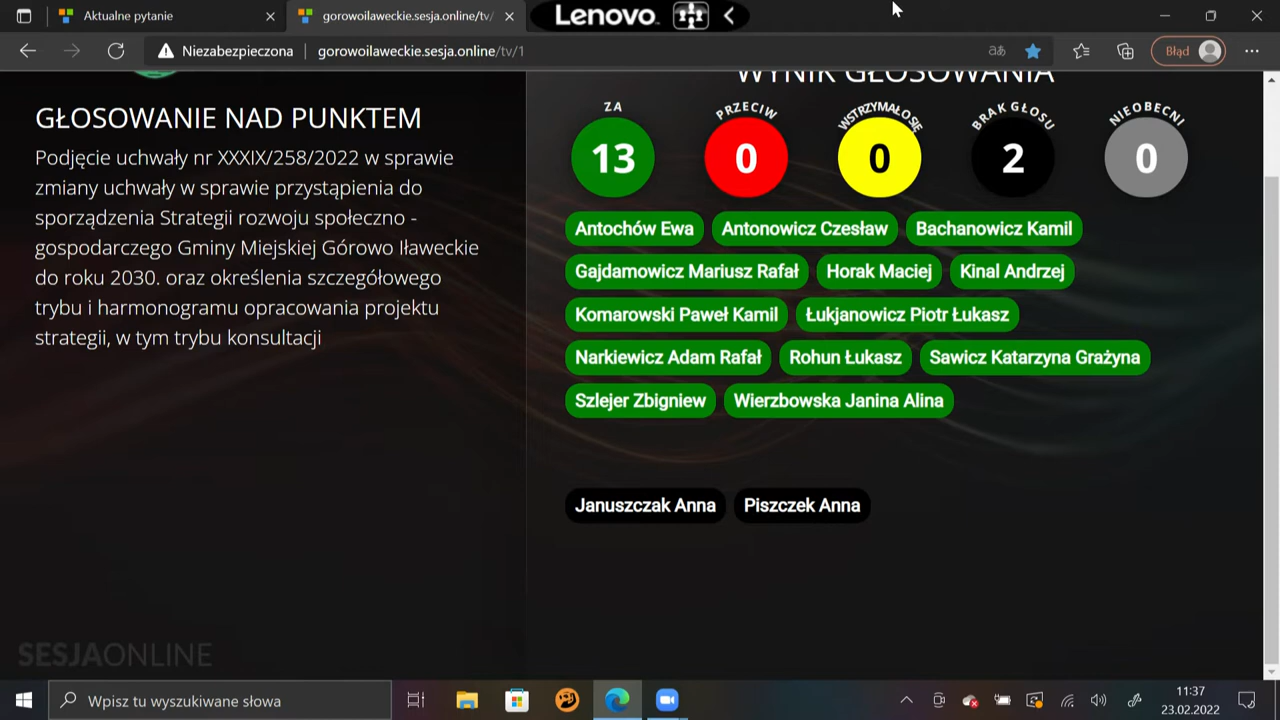 Aktualne pytanie
gorowoilaweckie.sesja.online/tv/
Lenovo
Niezabezpieczona
gorowoilaweckie.sesja.online/tv/1
Błąd
GŁOSOWANIE NAD PUNKTEM
Podjęcie uchwały nr XXXIX/258/2022 w sprawie
zmiany uchwały w sprawie przystąpienia do
sporządzenia Strategii rozwoju społeczno -
gospodarczego Gminy Miejskiej Górowo Iławeckie
do roku 2030. oraz określenia szczegółowego
trybu i harmonogramu opracowania projektu
strategii, w tym trybu konsultacji
WYNIK GŁOSOWANIA
ZA PRZECIW WSTRZYMAŁO SIĘ BRAK GŁOSU NIEOBECNI
13 0 0 2 0
Antochów Ewa Antonowicz Czesław Bachanowicz Kamil
Gajdamowicz Mariusz Rafał Horak Maciej Kinal Andrzej
Komarowski Paweł Kamil Łukjanowicz Piotr Łukasz
Narkiewicz Adam Rafał Rohun Łukasz Sawicz Katarzyna Grażyna
Szlejer Zbigniew Wierzbowska Janina Alina
Januszczak Anna Piszczek Anna
SESJAONLINE
Wpisz tu wyszukiwane słowa
11:37
23.02.2022